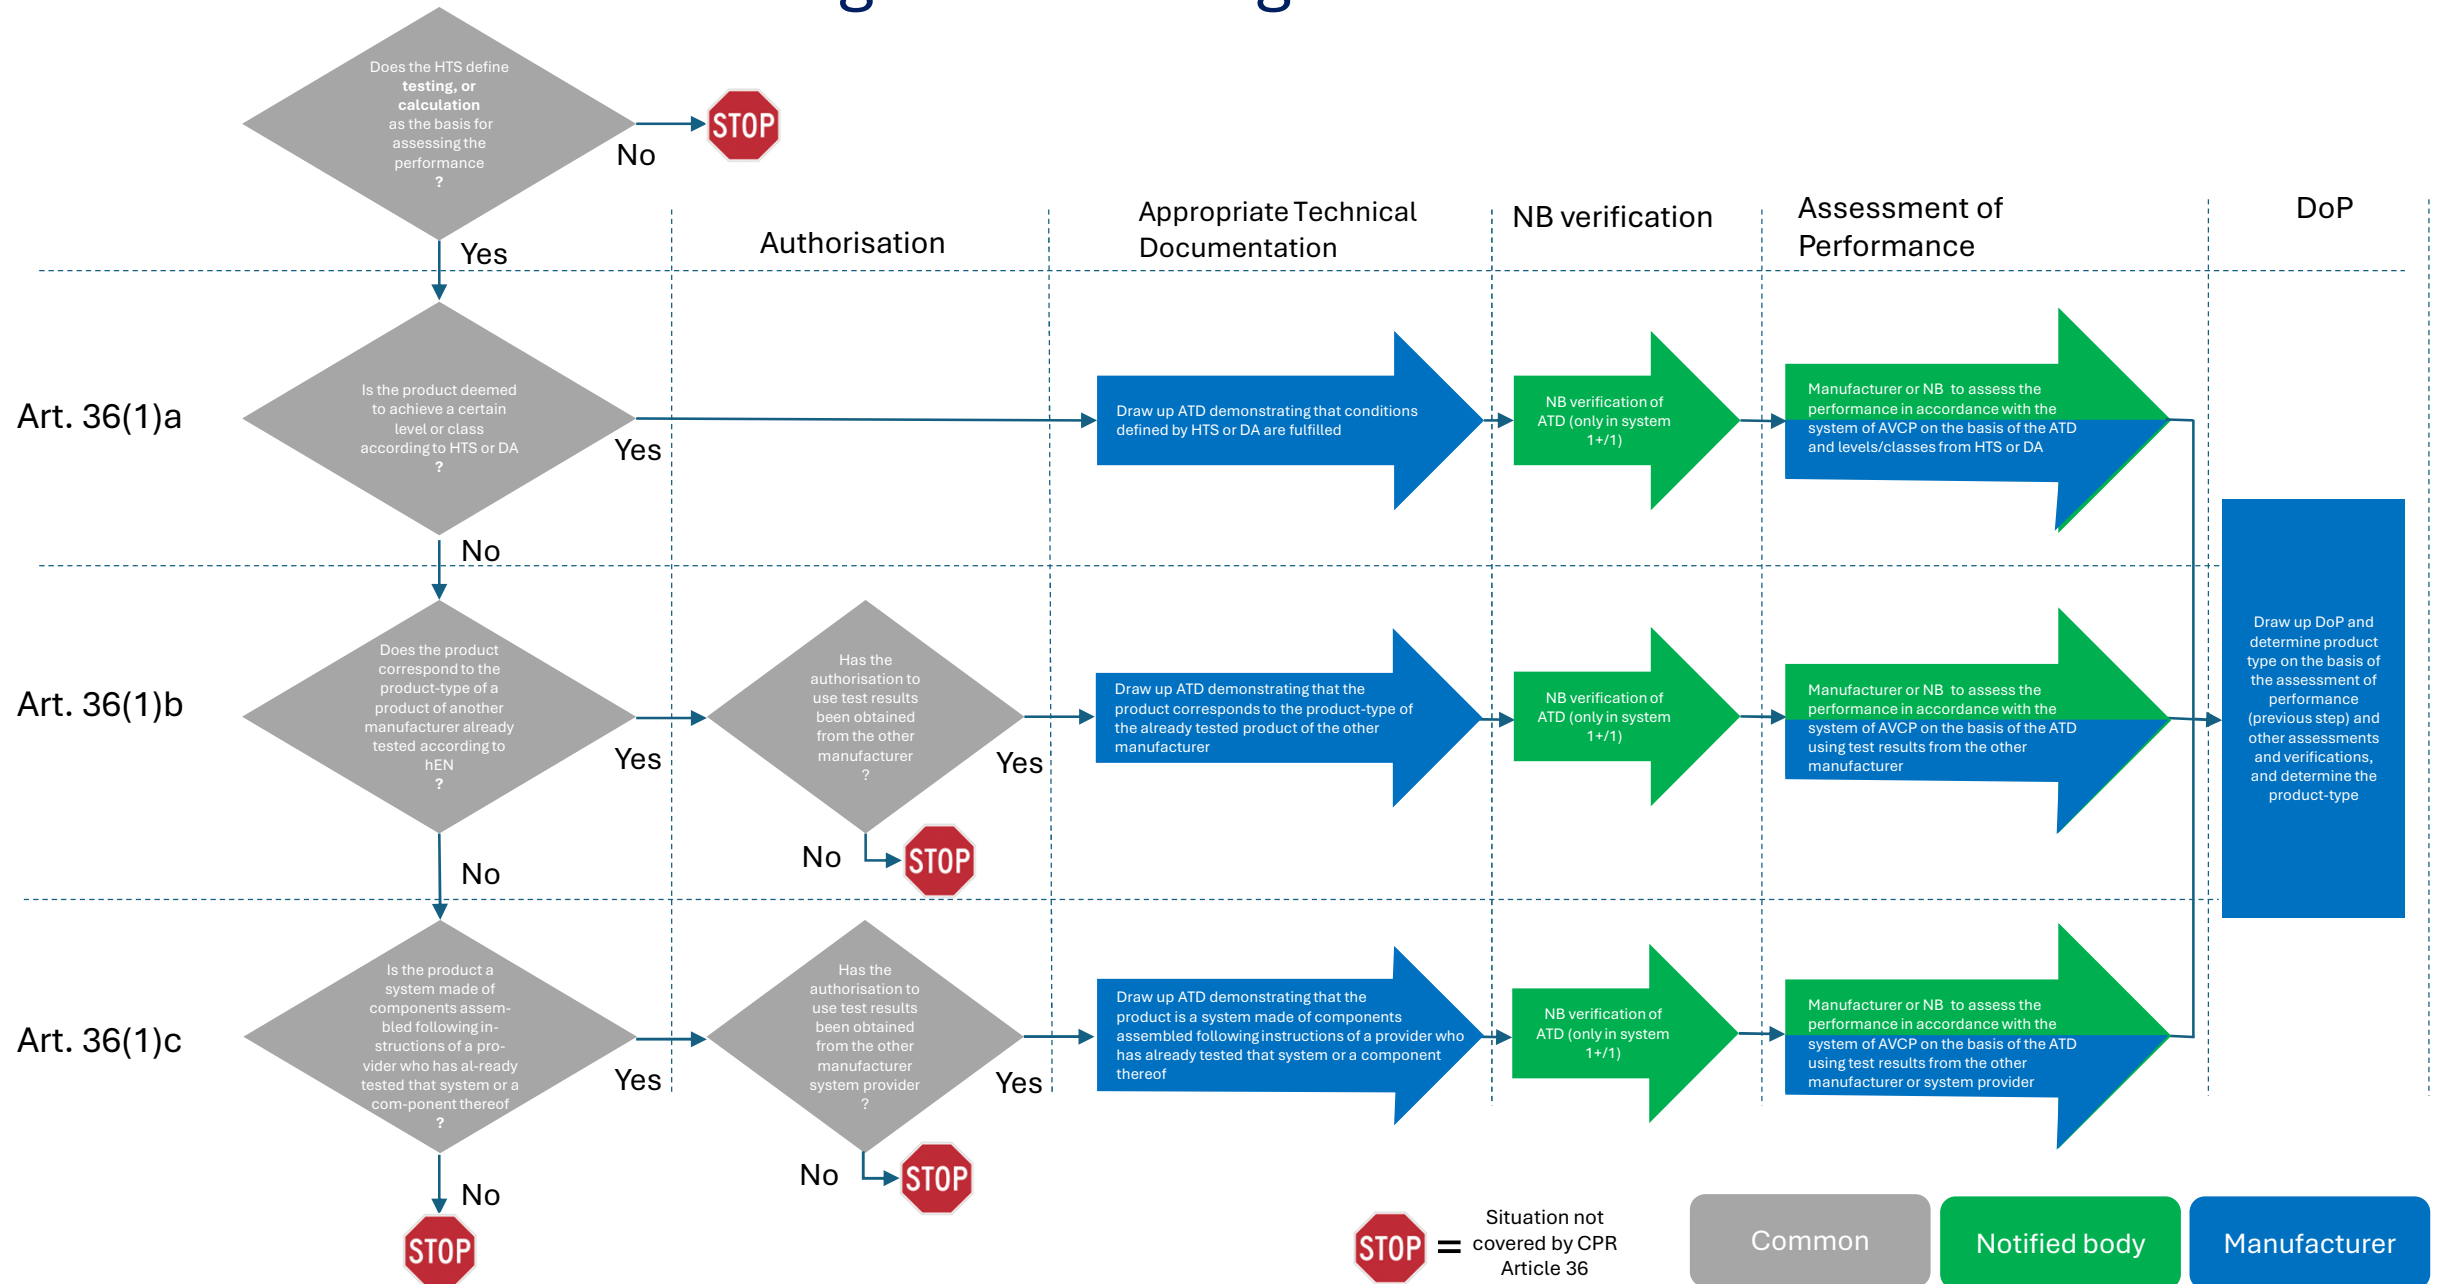 Does the HTS define
testing, or
calculation
as the basis for
assessing the
performance
?
No
STOP
Yes
Authorisation
Appropriate Technical
Documentation
NB verification
Assessment of
Performance
DoP
Art. 36(1)a
Is the product deemed
to achieve a certain
level or class
according to HTS or DA
?
Yes
No
Draw up ATD demonstrating that conditions
defined by HTS or DA are fulfilled
NB verification of
ATD (only in system
1+/1)
Manufacturer or NB to assess the
performance in accordance with the
system of AVCP on the basis of the ATD
and levels/classes from HTS or DA
Art. 36(1)b
Does the product
correspond to the
product-type of a
product of another
manufacturer already
tested according to
hEN
?
Yes
No
Has the
authorisation to
use test results
been obtained
from the other
manufacturer
?
Yes
No
STOP
Draw up ATD demonstrating that the
product corresponds to the product-type of
the already tested product of the other
manufacturer
NB verification of
ATD (only in system
1+/1)
Manufacturer or NB to assess the
performance in accordance with the
system of AVCP on the basis of the ATD
using test results from the other
manufacturer
Draw up DoP and
determine product
type on the basis of
the assessment of
performance
(previous step) and
other assessments
and verifications,
and determine the
product-type
Art. 36(1)c
Is the product a
system made of
components assem-
bled following in-
structions of a pro-
vider who has al-ready
tested that system or a
com-ponent thereof
?
Yes
No
STOP
Has the
authorisation to
use test results
been obtained
from the other
manufacturer
system provider
?
Yes
No
STOP
Draw up ATD demonstrating that the
product is a system made of components
assembled following instructions of a provider who
has already tested that system or a component
thereof
NB verification of
ATD (only in system
1+/1)
Manufacturer or NB to assess the
performance in accordance with the
system of AVCP on the basis of the ATD
using test results from the other
manufacturer or system provider
STOP
=
Situation not
covered by CPR
Article 36
Common
Notified body
Manufacturer